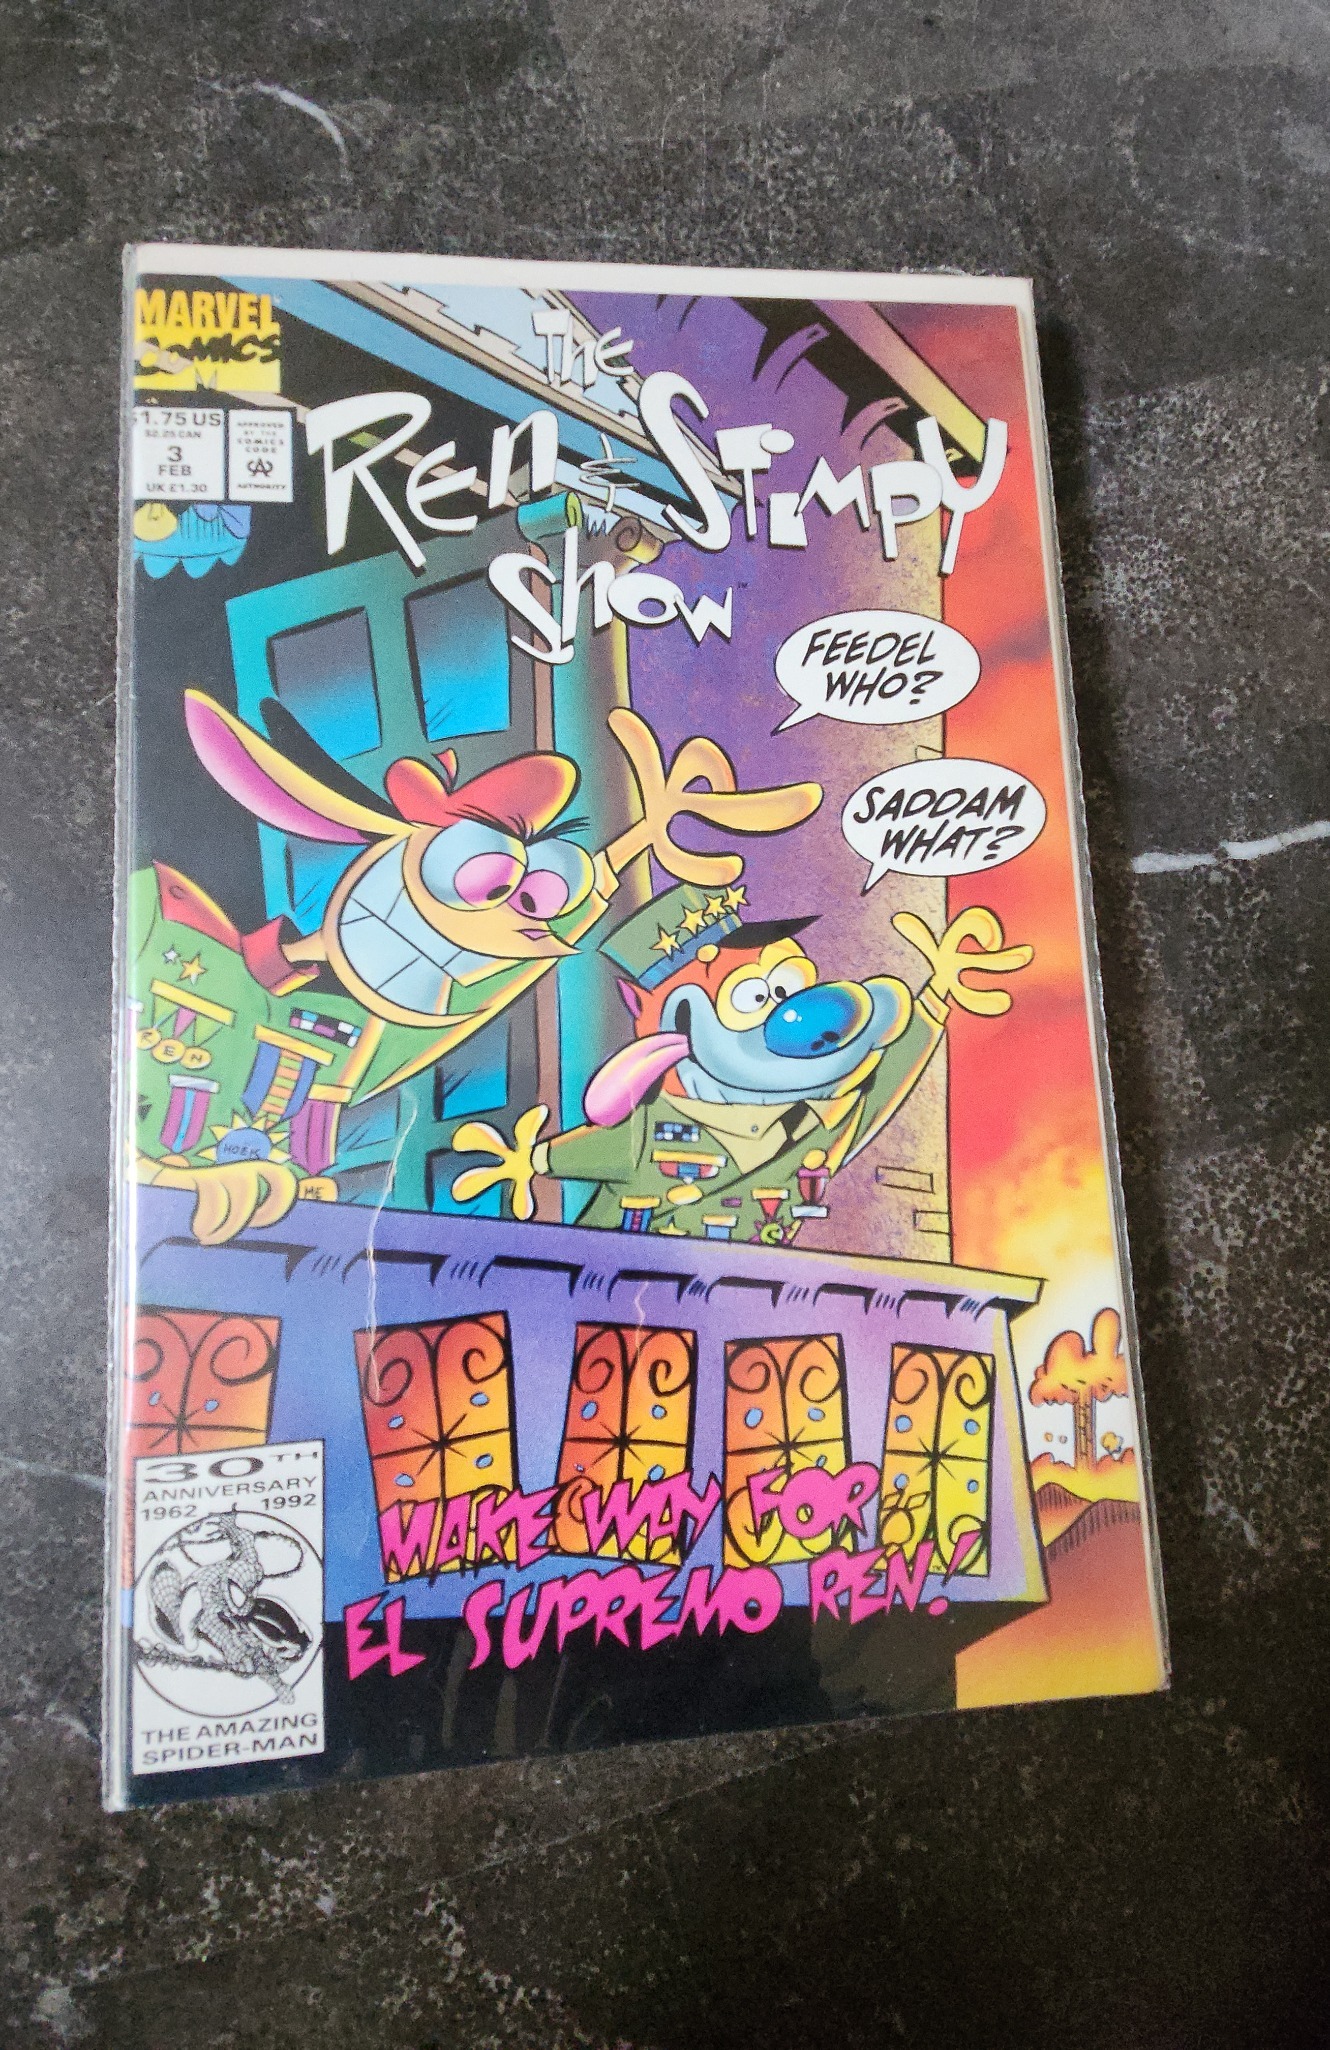 MARVEL
COMICS
$1.75 US
$2.25 CAN
3
FEB
UK £1.30
APPROVED
BY THE
COMICS
CODE
AUTHORITY
The
Ren & Stimpy
Show
TM
FEEDEL
WHO?
SADDAM
WHAT?
REN
HOEK
ME
MAKE WAY FOR
EL SUPREMO REN!
30TH
ANNIVERSARY
1962 1992
THE AMAZING
SPIDER-MAN